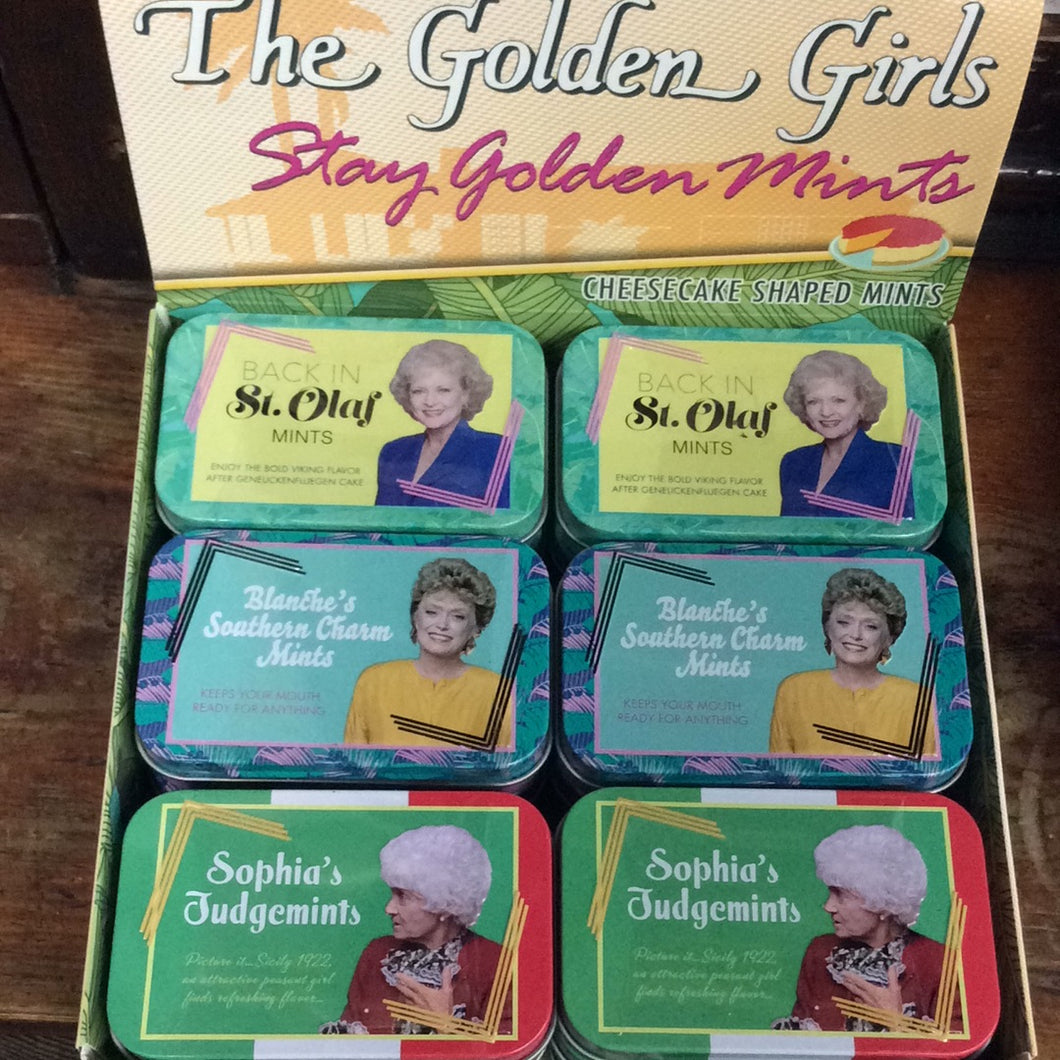 The Golden Girls
Stay Golden Mints
CHEESECAKE SHAPED MINTS
BACK IN
St. Olaf
MINTS
ENJOY THE BOLD VIKING FLAVOR
AFTER GENELICKENFLUEGEN CAKE
BACK IN
St. Olaf
MINTS
ENJOY THE BOLD VIKING FLAVOR
AFTER GENELICKENFLUEGEN CAKE
Blanche's
Southern Charm
Mints
KEEPS YOUR MOUTH
READY FOR ANYTHING
Blanche's
Southern Charm
Mints
KEEPS YOUR MOUTH
READY FOR ANYTHING
Sophia's
Judgemints
Picture it... Sicily 1922,
an attractive peasant girl
finds refreshing flavor...
Sophia's
Judgemints
Picture it... Sicily 1922,
an attractive peasant girl
finds refreshing flavor...